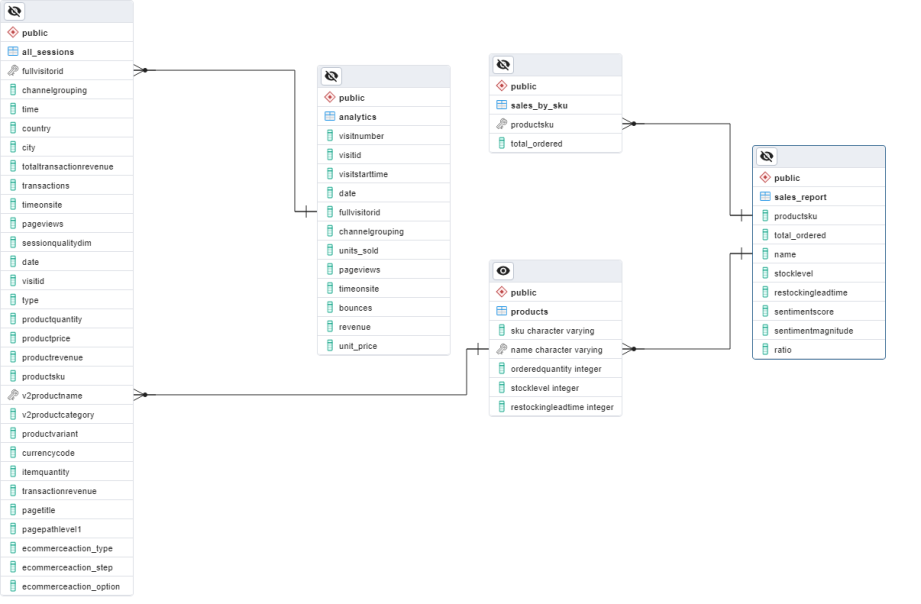 public
all_sessions
fullvisitorid
channelgrouping
time
country
city
totaltransactionrevenue
transactions
timeonsite
pageviews
sessionqualitydim
date
visitid
type
productquantity
productprice
productrevenue
productsku
v2productname
v2productcategory
productvariant
currencycode
itemquantity
transactionrevenue
pagetitle
pagepathlevel1
ecommerceaction_type
ecommerceaction_step
ecommerceaction_option
public
analytics
visitnumber
visitid
visitstarttime
date
fullvisitorid
channelgrouping
units_sold
pageviews
timeonsite
bounces
revenue
unit_price
public
sales_by_sku
productsku
total_ordered
public
products
sku character varying
name character varying
orderedquantity integer
stocklevel integer
restockingleadtime integer
public
sales_report
productsku
total_ordered
name
stocklevel
restockingleadtime
sentimentscore
sentimentmagnitude
ratio